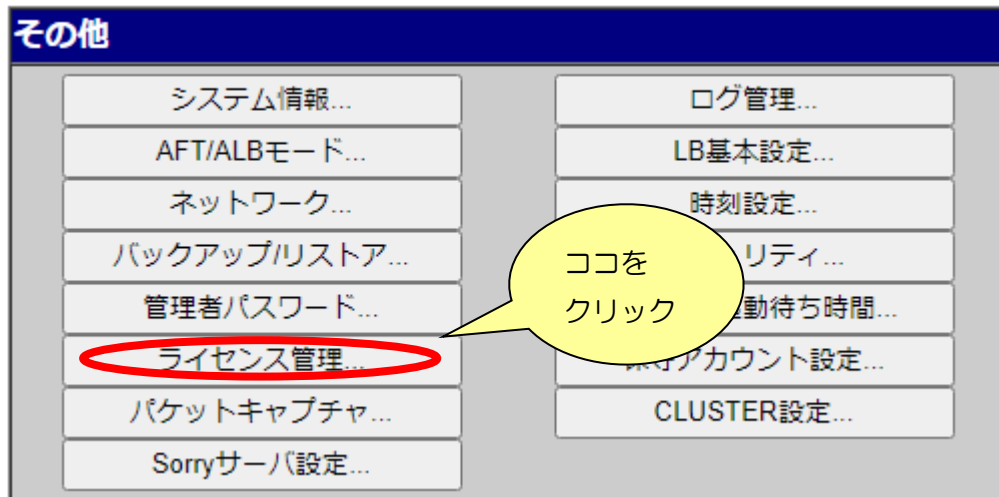 その他
システム情報...
ログ管理...
AFT/ALBモード...
LB基本設定...
ネットワーク...
時刻設定...
バックアップ/リストア...
リティ...
管理者パスワード...
動待ち時間...
ライセンス管理...
アカウント設定...
パケットキャプチャ...
CLUSTER設定...
Sorryサーバ設定...
ココを
クリック